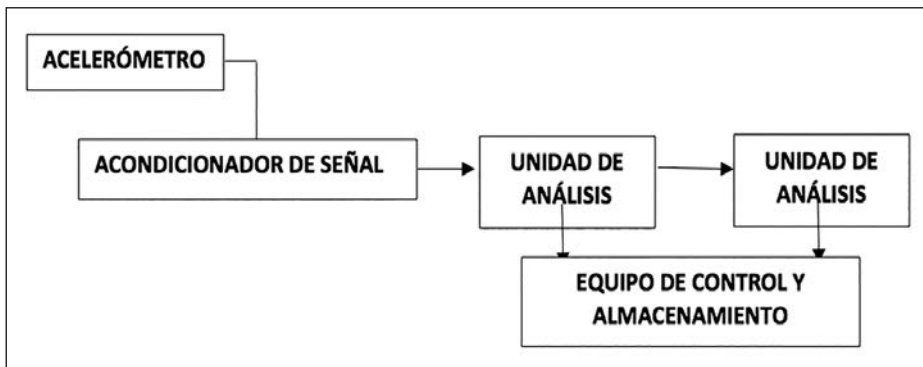 ACELERÓMETRO
ACONDICIONADOR DE SEÑAL
UNIDAD DE
ANÁLISIS
UNIDAD DE
ANÁLISIS
EQUIPO DE CONTROL Y
ALMACENAMIENTO